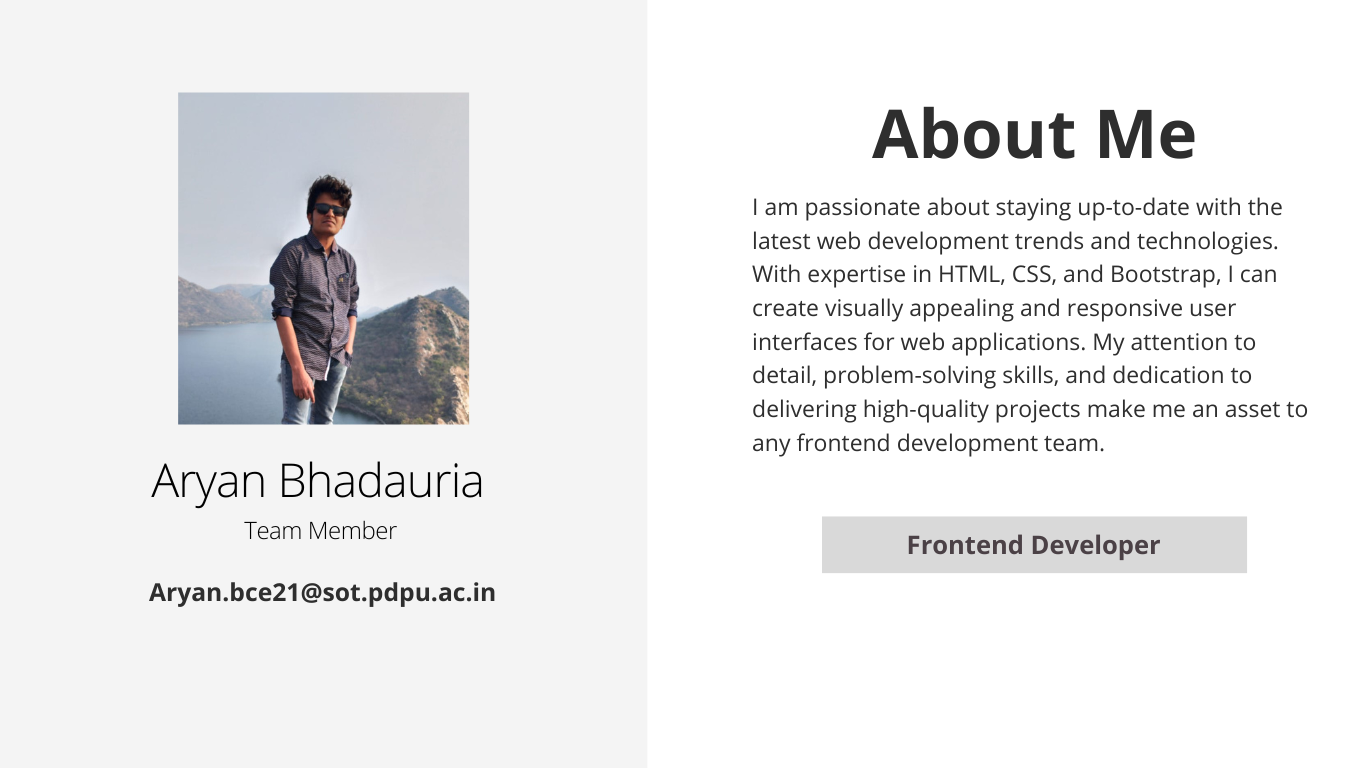 Aryan Bhadauria
Team Member
Aryan.bce21@sot.pdpu.ac.in
About Me
I am passionate about staying up-to-date with the
latest web development trends and technologies.
With expertise in HTML, CSS, and Bootstrap, I can
create visually appealing and responsive user
interfaces for web applications. My attention to
detail, problem-solving skills, and dedication to
delivering high-quality projects make me an asset to
any frontend development team.
Frontend Developer